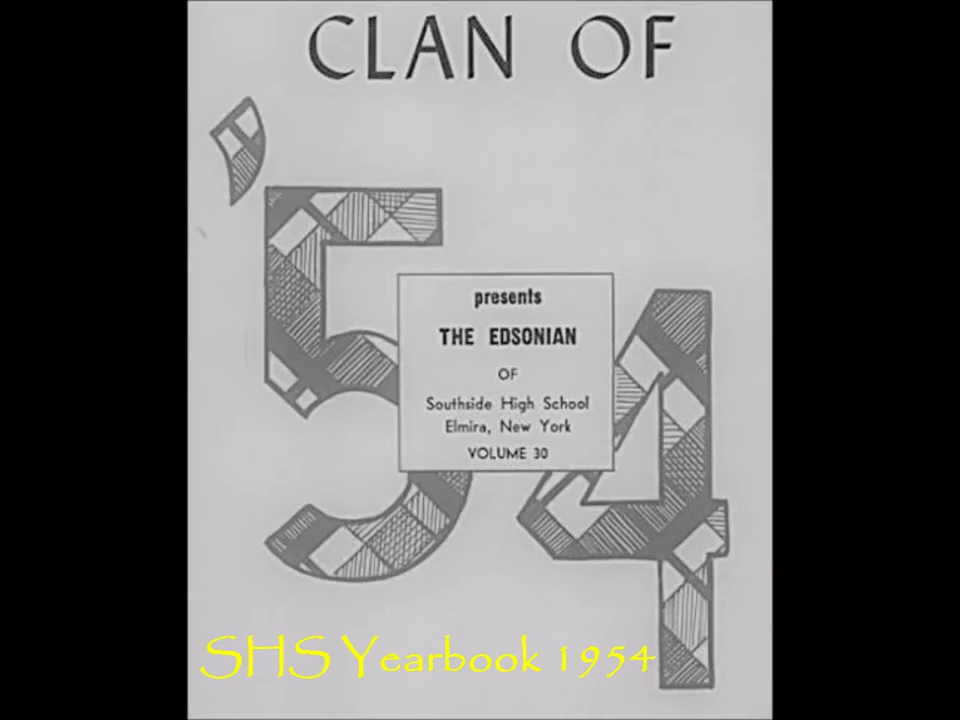 CLAN OF
'54
presents
THE EDSONIAN
OF
Southside High School
Elmira, New York
VOLUME 30
SHS Yearbook 1954